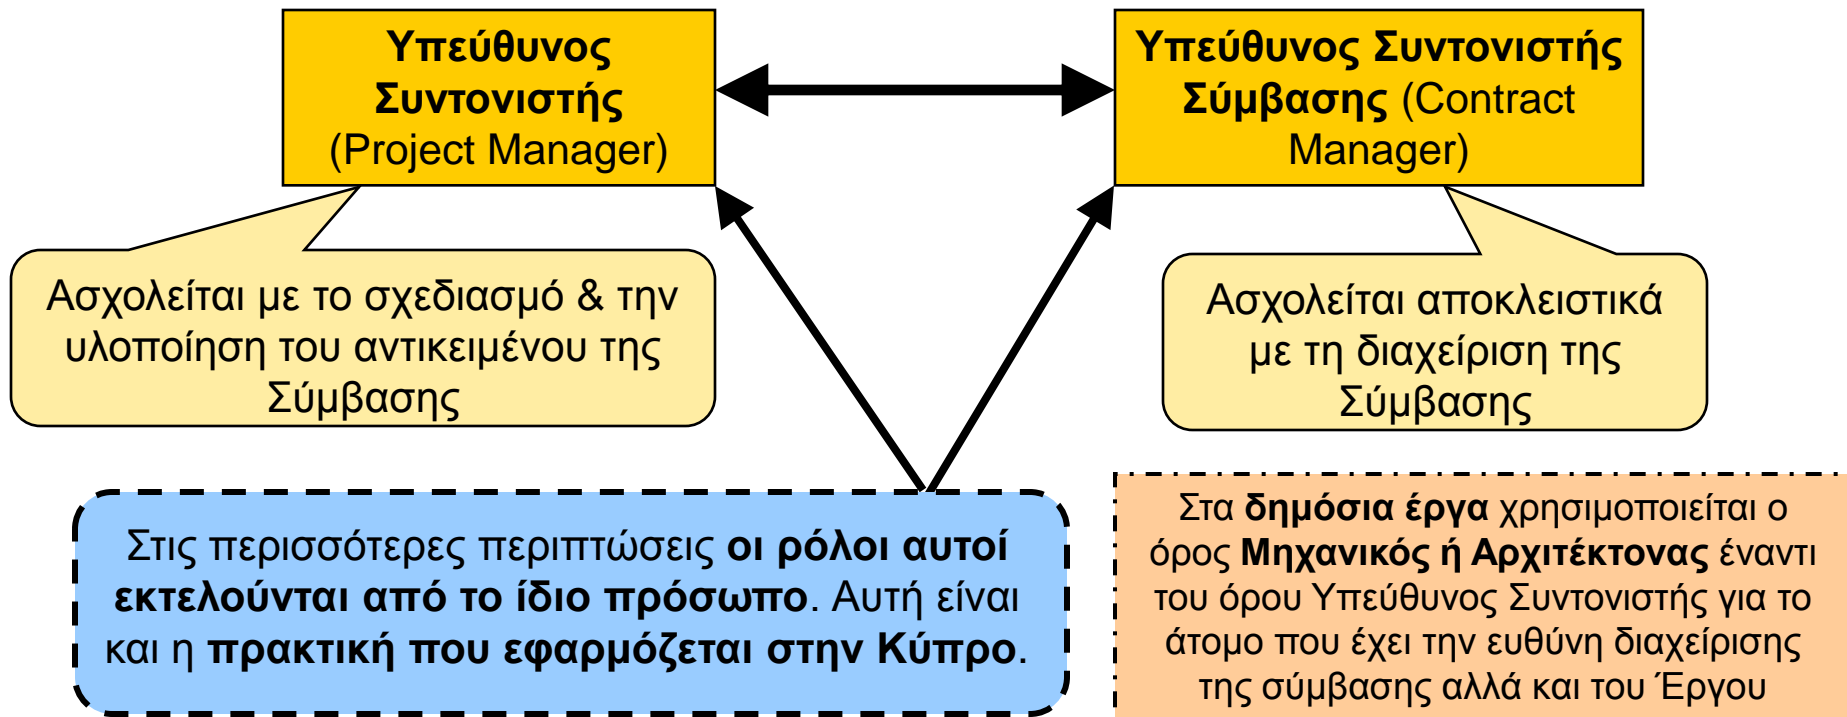 Υπεύθυνος
Συντονιστής
(Project Manager)
Υπεύθυνος Συντονιστής
Σύμβασης (Contract
Manager)
Ασχολείται με το σχεδιασμό & την
υλοποίηση του αντικειμένου της
Σύμβασης
Ασχολείται αποκλειστικά
με τη διαχείριση της
Σύμβασης
Στις περισσότερες περιπτώσεις οι ρόλοι αυτοί
εκτελούνται από το ίδιο πρόσωπο. Αυτή είναι
και η πρακτική που εφαρμόζεται στην Κύπρο.
Στα δημόσια έργα χρησιμοποιείται ο
όρος Μηχανικός ή Αρχιτέκτονας έναντι
του όρου Υπεύθυνος Συντονιστής για το
άτομο που έχει την ευθύνη διαχείρισης
της σύμβασης αλλά και του Έργου